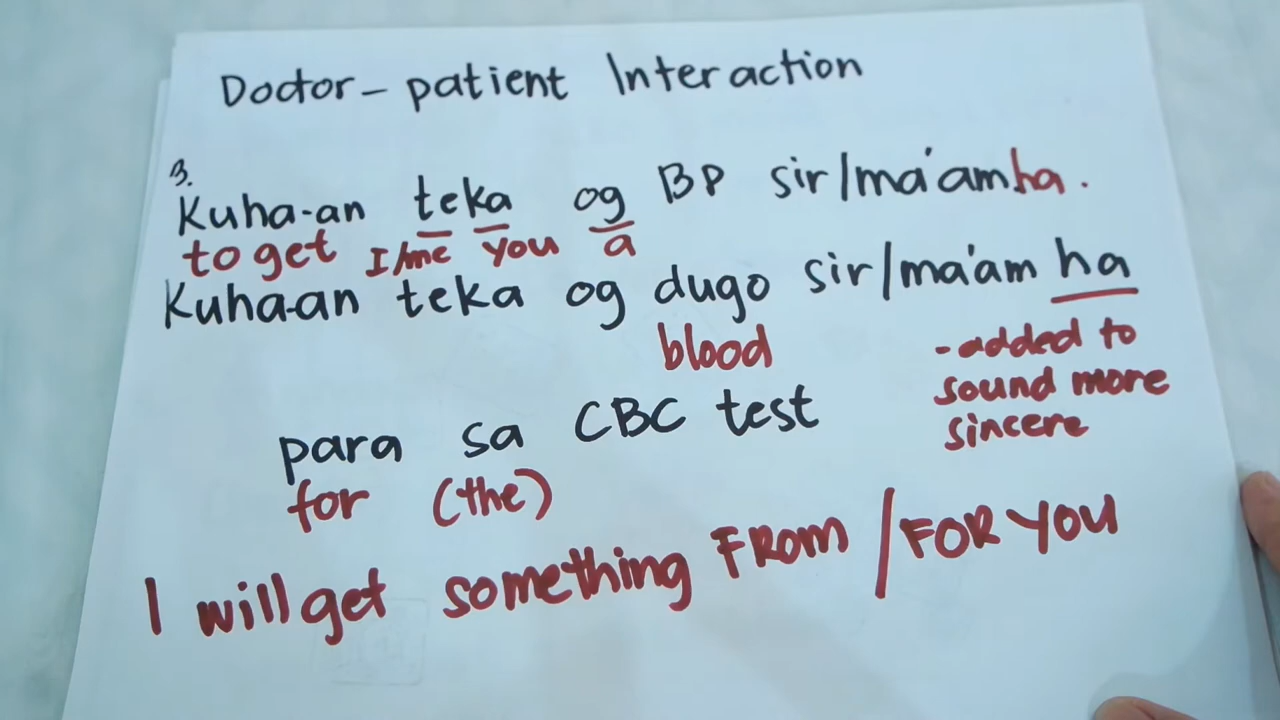 Doctor - patient Interaction
3.
Kuha-an teka og BP sir/ma'am ha.
to get I/me you a
Kuha-an teka og dugo sir/ma'am ha
blood
- added to
sound more
sincere
para sa CBC test
for (the)
I will get something FROM / FOR YOU